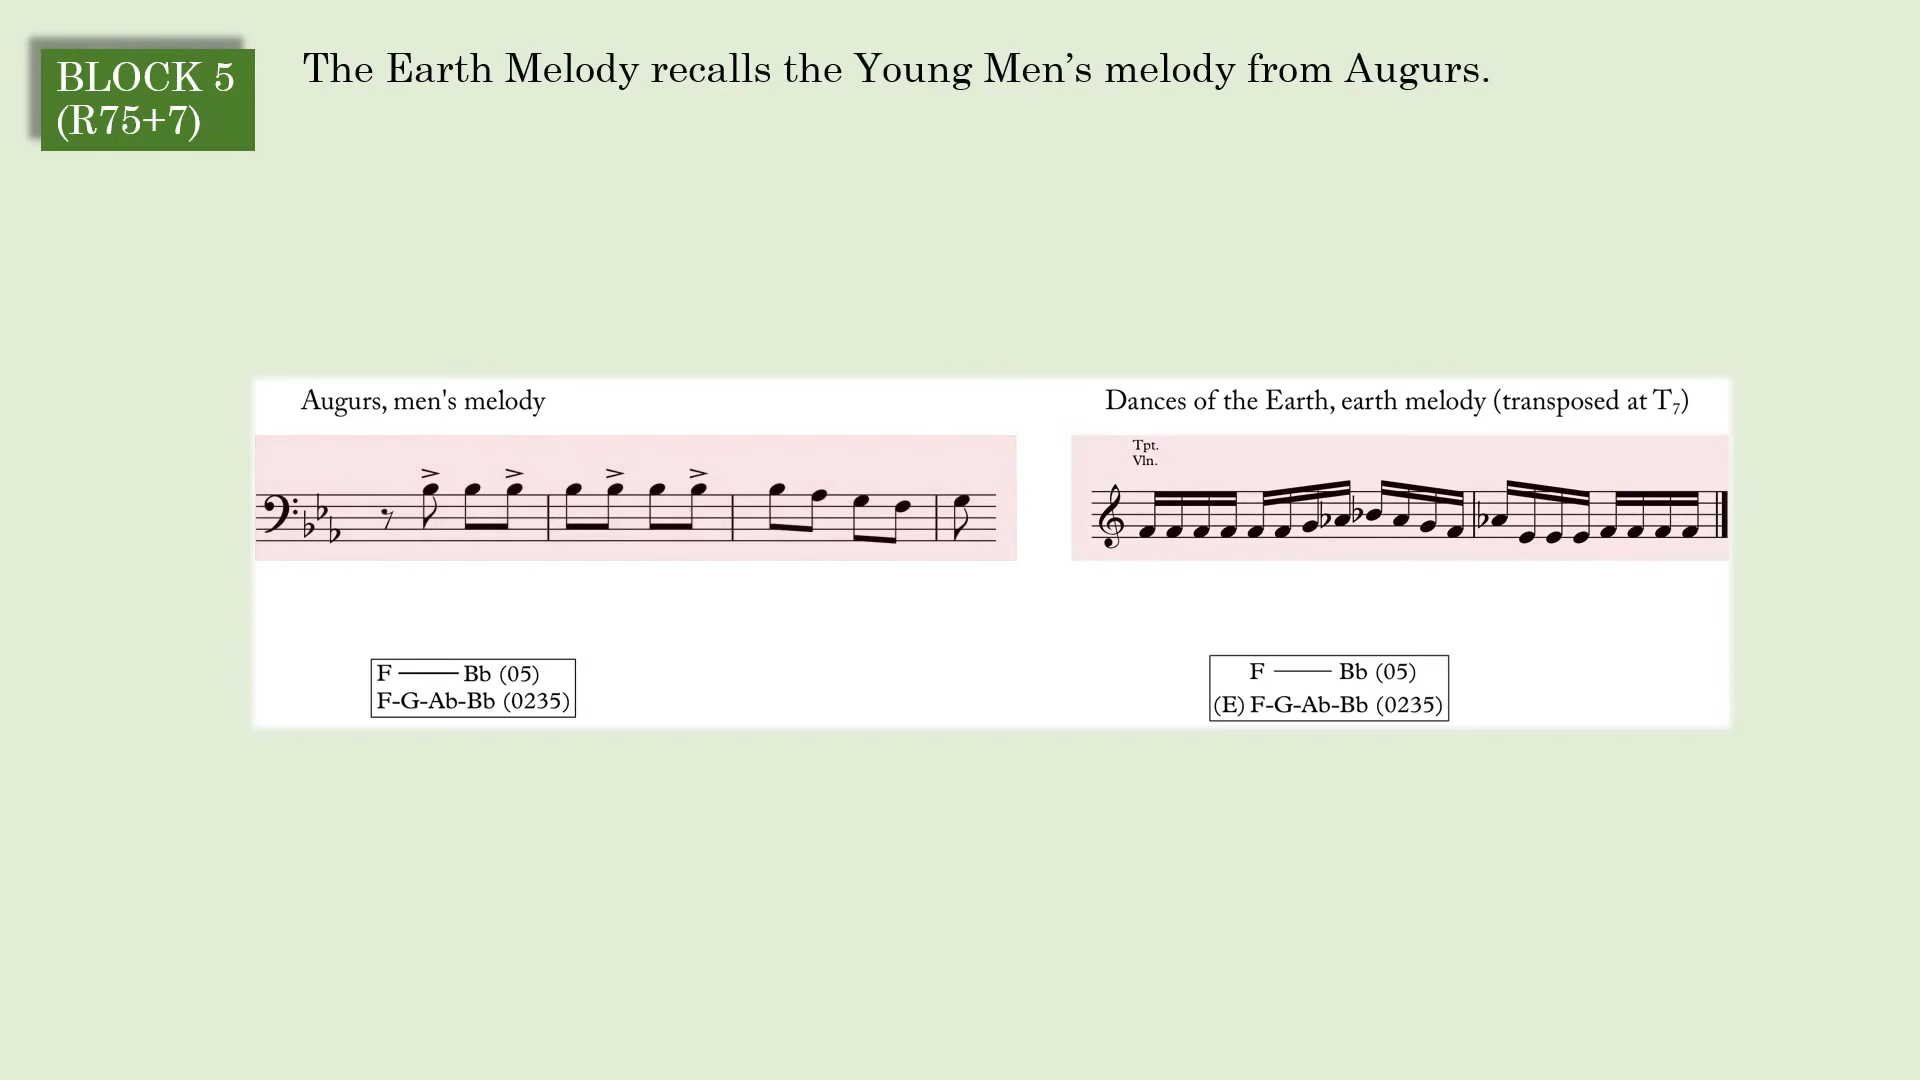 BLOCK 5
(R75+7)
The Earth Melody recalls the Young Men’s melody from Augurs.
Augurs, men's melody
Dances of the Earth, earth melody (transposed at T₇)
Tpt.
Vln.
F —— Bb (05)
F-G-Ab-Bb (0235)
F —— Bb (05)
(E) F-G-Ab-Bb (0235)